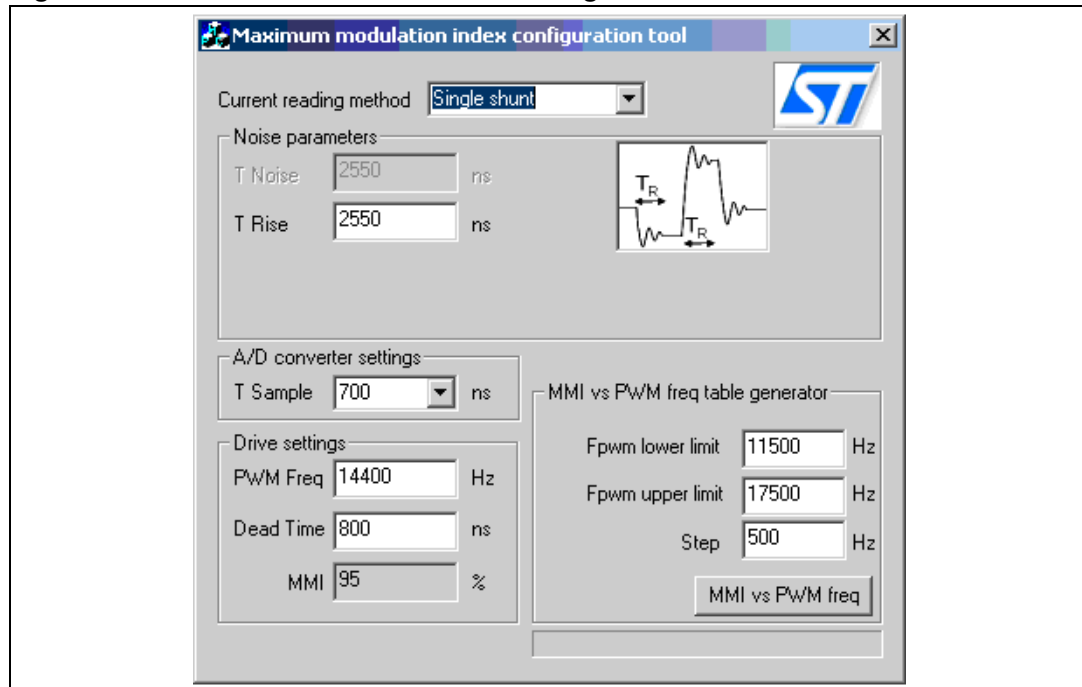 Maximum modulation index configuration tool
Current reading method Single shunt
ST
Noise parameters
T Noise 2550 ns
T Rise 2550 ns
TR
TR
A/D converter settings
T Sample 700 ns
Drive settings
PWM Freq 14400 Hz
Dead Time 800 ns
MMI 95 %
MMI vs PWM freq table generator
Fpwm lower limit 11500 Hz
Fpwm upper limit 17500 Hz
Step 500 Hz
MMI vs PWM freq